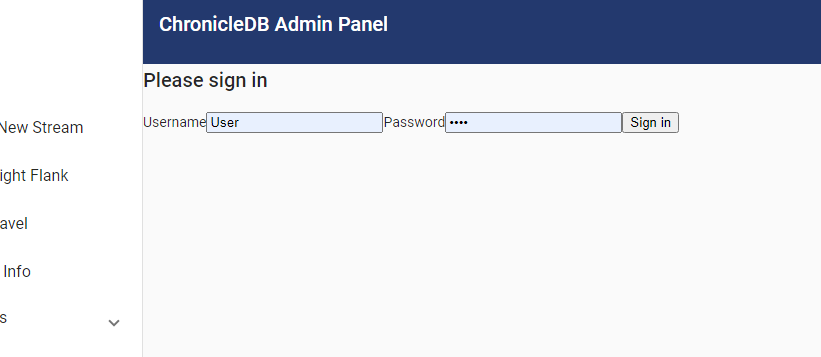 ChronicleDB Admin Panel
Please sign in
Username User Password •••• Sign in
New Stream
ight Flank
avel
Info
s